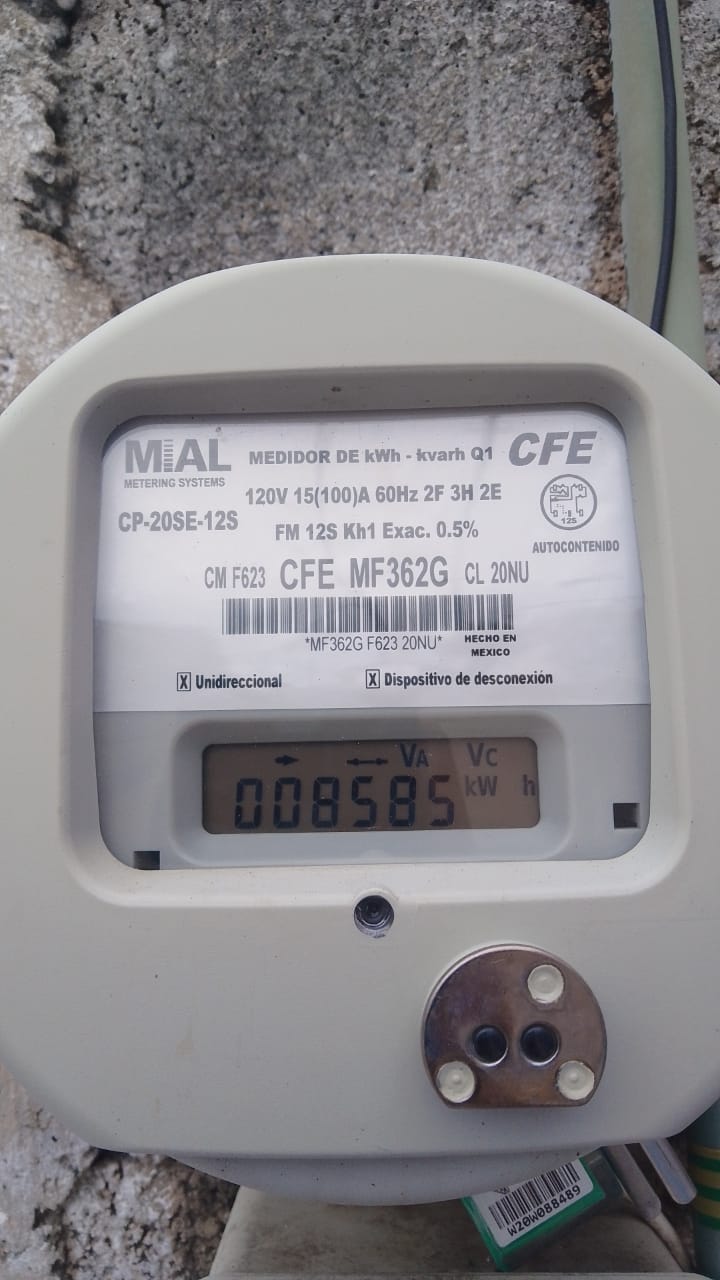 MIAL
METERING SYSTEMS
MEDIDOR DE kWh - kvarh Q1
CFE
120V 15(100)A 60Hz 2F 3H 2E
CP-20SE-12S
FM 12S Kh1 Exac. 0.5%
12S
AUTOCONTENIDO
CM F623 CFE MF362G CL 20NU
*MF362G F623 20NU*
HECHO EN
MEXICO
X Unidireccional
X Dispositivo de desconexión
VA VC
008585 kW h
W20W088489